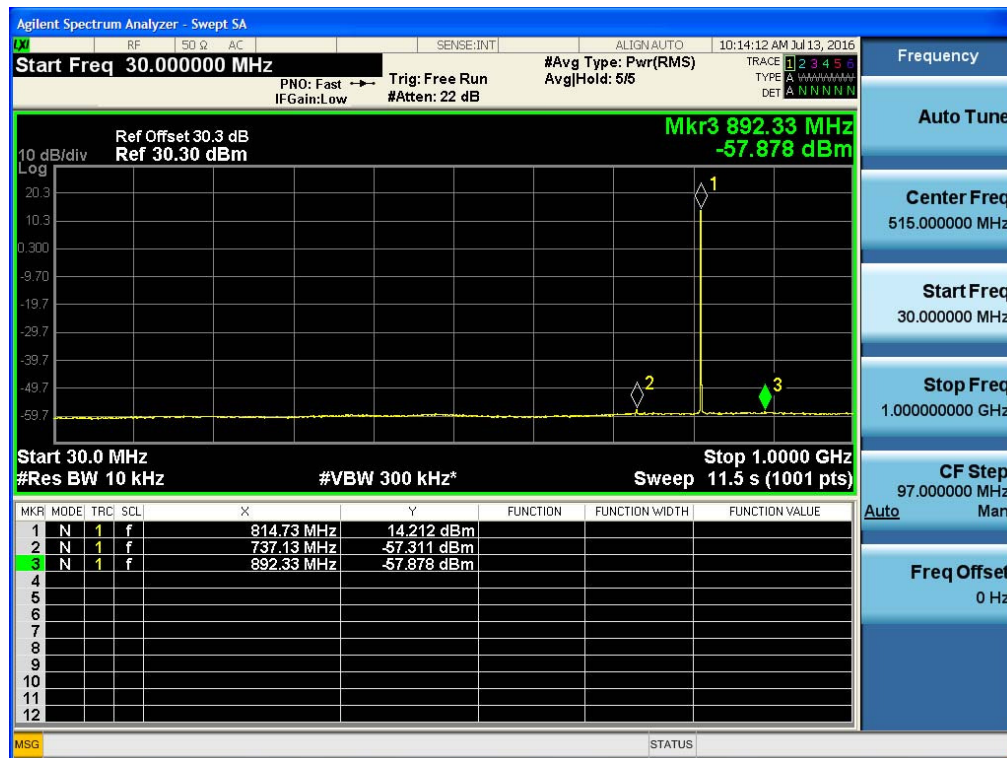 Agilent Spectrum Analyzer - Swept SA
LXI RF 50 Ω AC SENSE:INT ALIGN AUTO 10:14:12 AM Jul 13, 2016
Start Freq 30.000000 MHz
PNO: Fast
IFGain:Low
Trig: Free Run
#Atten: 22 dB
#Avg Type: Pwr(RMS)
Avg|Hold: 5/5
TRACE 1 2 3 4 5 6
TYPE A WWWWW
DET A N N N N N
Ref Offset 30.3 dB
10 dB/div Ref 30.30 dBm
Log
Mkr3 892.33 MHz
-57.878 dBm
20.3
10.3
0.300
-9.70
-19.7
-29.7
-39.7
-49.7
-59.7
1
2
3
Start 30.0 MHz Stop 1.0000 GHz
#Res BW 10 kHz #VBW 300 kHz* Sweep 11.5 s (1001 pts)
MKR MODE TRC SCL X Y FUNCTION FUNCTION WIDTH FUNCTION VALUE
1 N 1 f 814.73 MHz 14.212 dBm
2 N 1 f 737.13 MHz -57.311 dBm
3 N 1 f 892.33 MHz -57.878 dBm
4
5
6
7
8
9
10
11
12
MSG STATUS
Frequency
Auto Tune
Center Freq
515.000000 MHz
Start Freq
30.000000 MHz
Stop Freq
1.000000000 GHz
CF Step
97.000000 MHz
Auto Man
Freq Offset
0 Hz